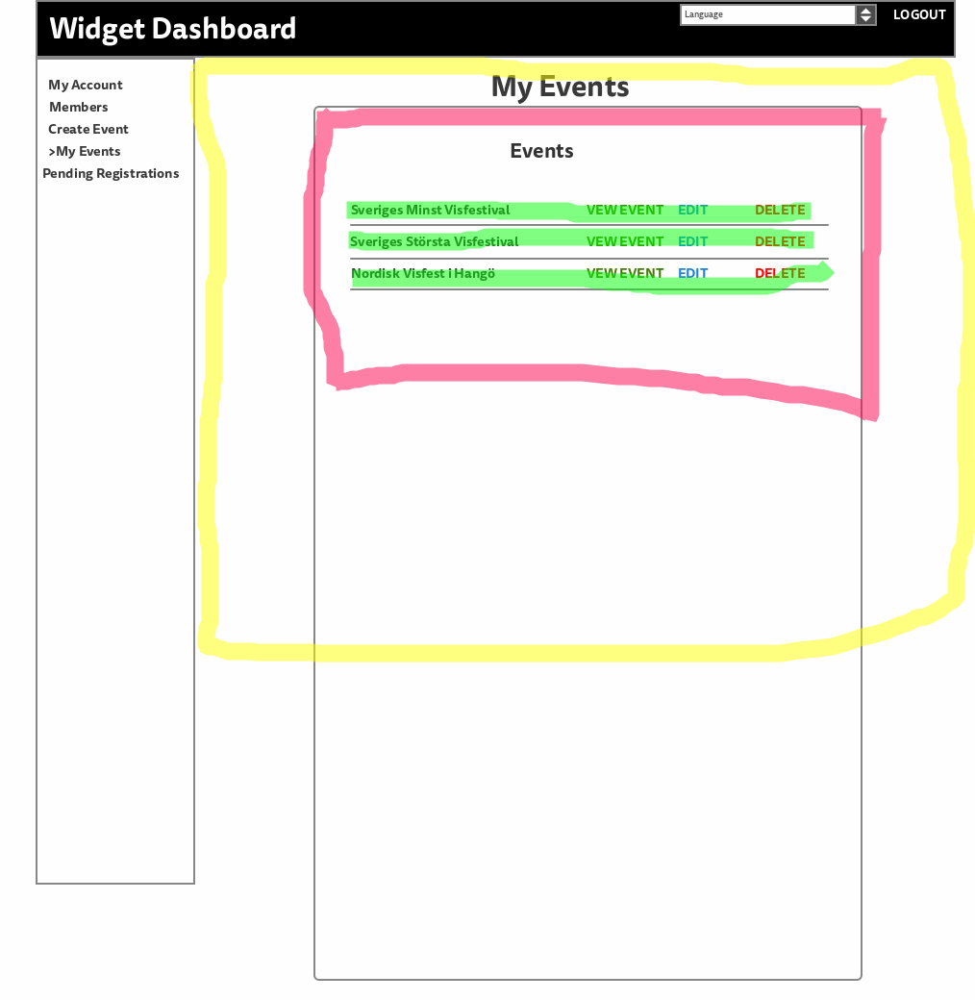 Widget Dashboard
Language
LOGOUT
My Account
Members
Create Event
>My Events
Pending Registrations
My Events
Events
Sveriges Minst Visfestival VEW EVENT EDIT DELETE
Sveriges Största Visfestival VEW EVENT EDIT DELETE
Nordisk Visfest i Hangö VEW EVENT EDIT DELETE